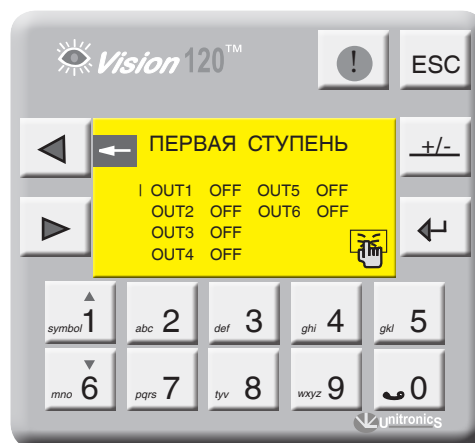 Vision 120™
! ESC
ПЕРВАЯ СТУПЕНЬ
+/-
| OUT1 OFF OUT5 OFF
OUT2 OFF OUT6 OFF
OUT3 OFF
OUT4 OFF
symbol 1 abc 2 def 3 ghi 4 gkl 5
mno 6 pqrs 7 tyv 8 wxyz 9 0
Unitronics